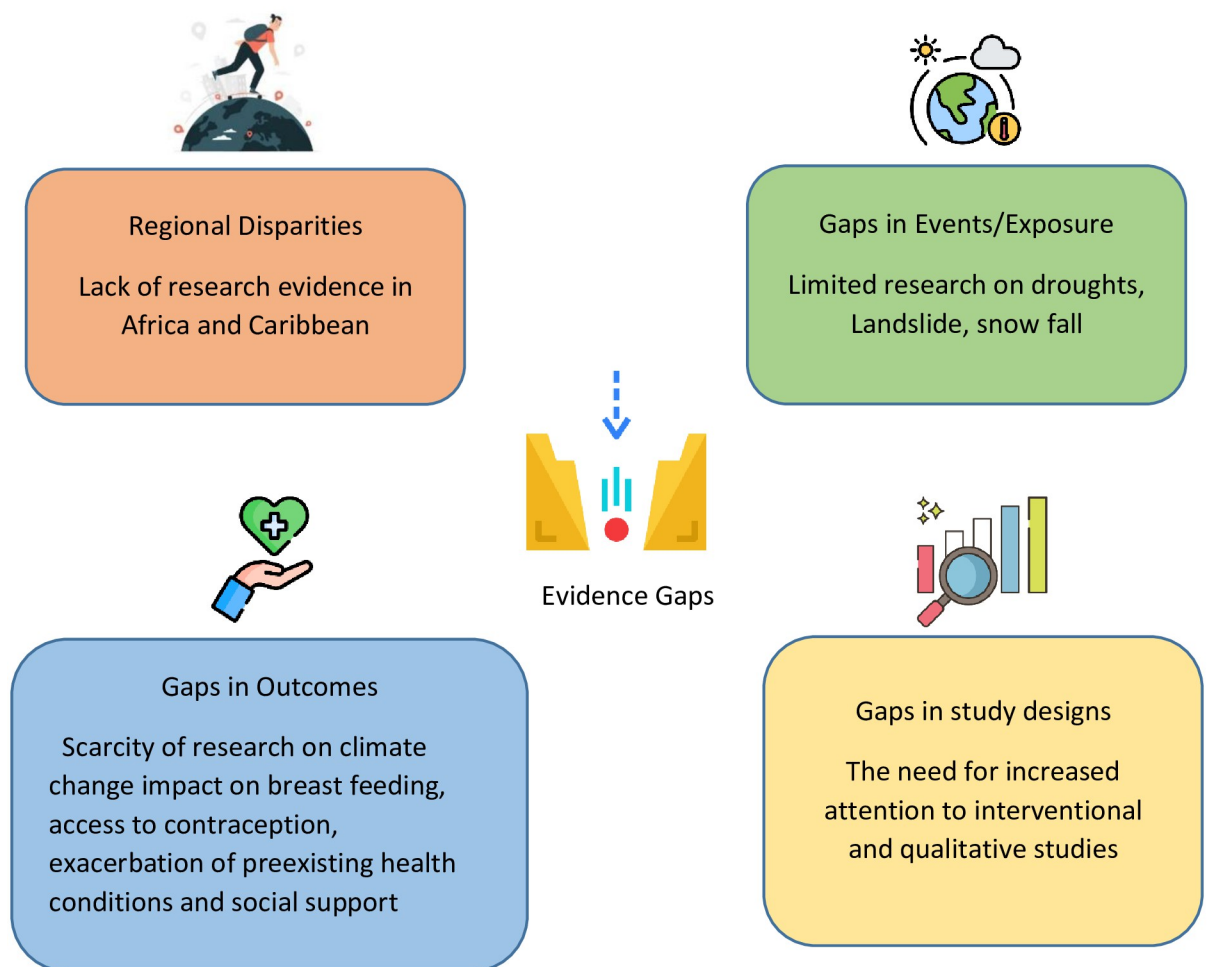 Regional Disparities
Lack of research evidence in
Africa and Caribbean
Gaps in Events/Exposure
Limited research on droughts,
Landslide, snow fall
Evidence Gaps
Gaps in Outcomes
Scarcity of research on climate
change impact on breast feeding,
access to contraception,
exacerbation of preexisting health
conditions and social support
Gaps in study designs
The need for increased
attention to interventional
and qualitative studies